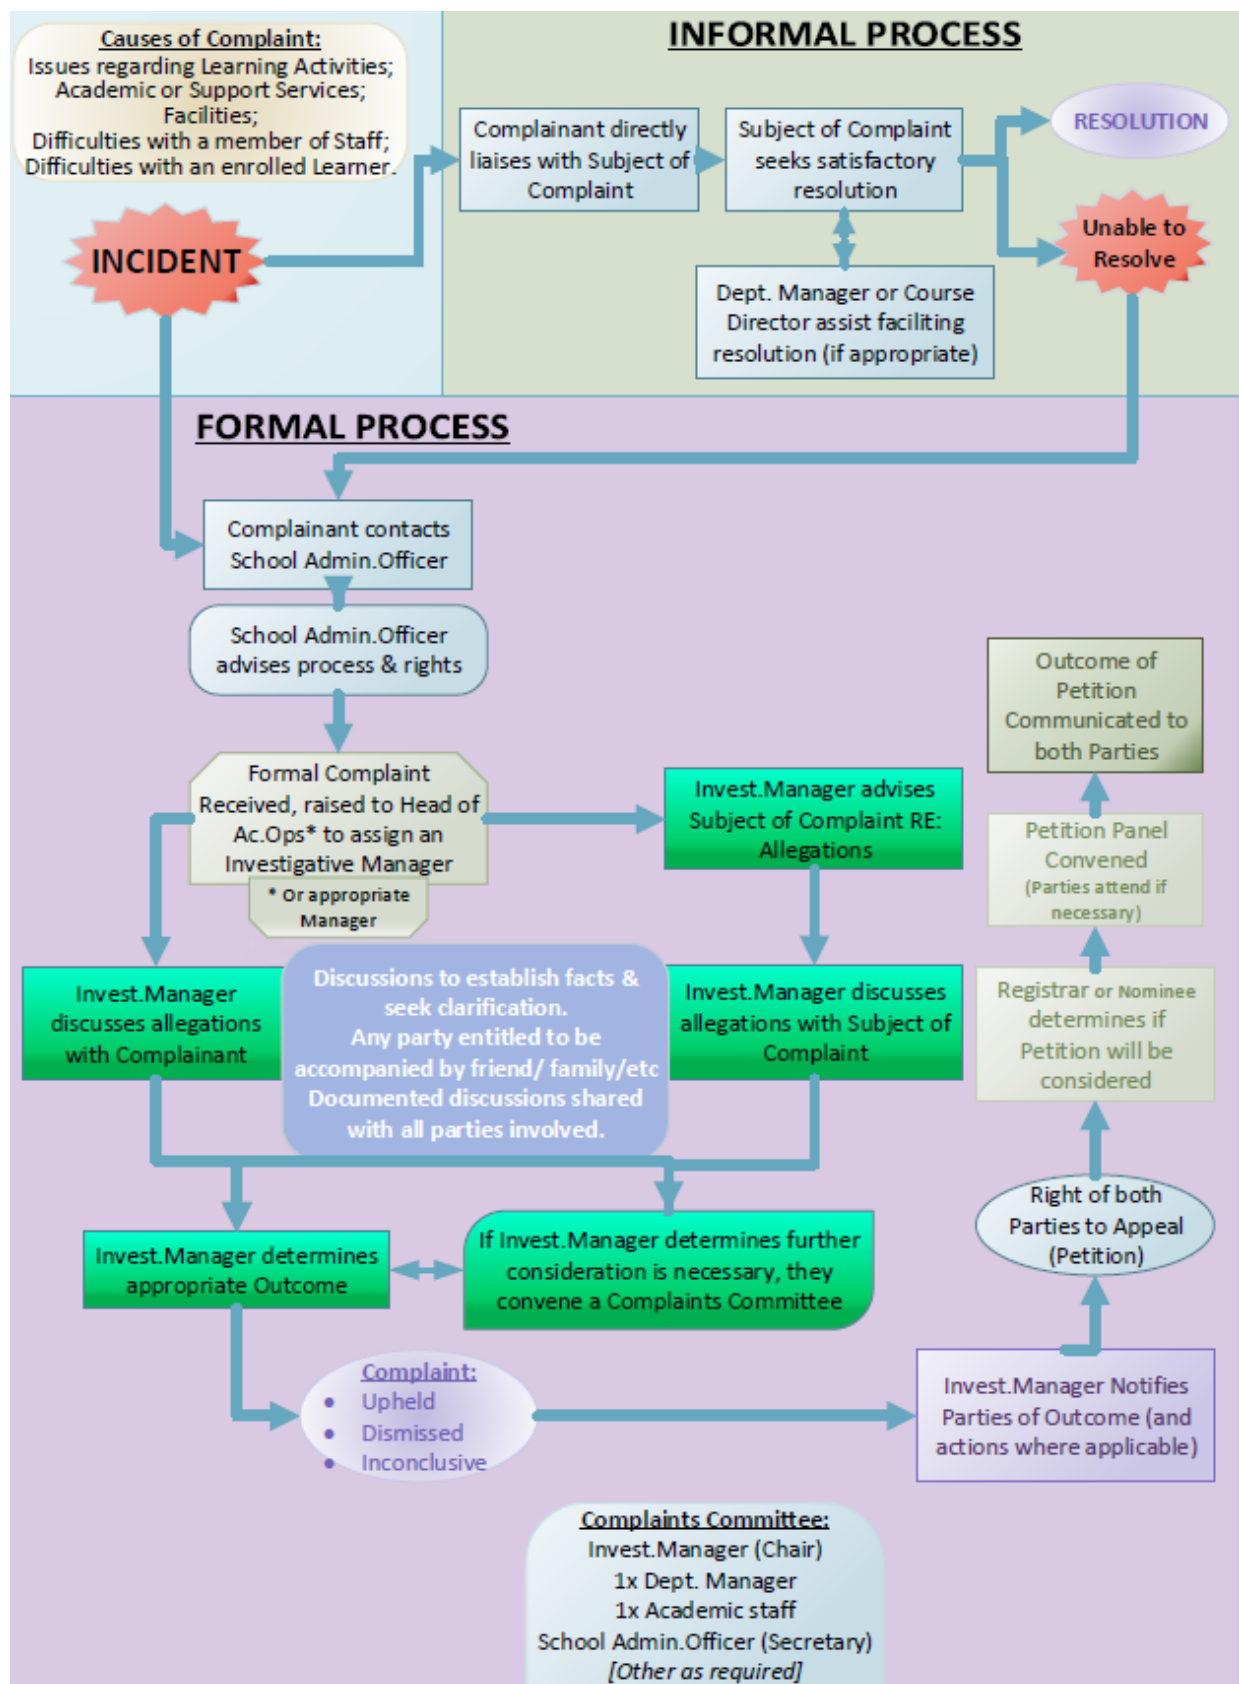 Causes of Complaint:
Issues regarding Learning Activities;
Academic or Support Services;
Facilities;
Difficulties with a member of Staff;
Difficulties with an enrolled Learner.
INCIDENT
INFORMAL PROCESS
Complainant directly
liaises with Subject of
Complaint
Subject of Complaint
seeks satisfactory
resolution
RESOLUTION
Unable to
Resolve
Dept. Manager or Course
Director assist faciliting
resolution (if appropriate)
FORMAL PROCESS
Complainant contacts
School Admin.Officer
School Admin.Officer
advises process & rights
Formal Complaint
Received, raised to Head of
Ac.Ops* to assign an
Investigative Manager
* Or appropriate
Manager
Invest.Manager advises
Subject of Complaint RE:
Allegations
Invest.Manager
discusses allegations
with Complainant
Discussions to establish facts &
seek clarification.
Any party entitled to be
accompanied by friend/ family/etc
Documented discussions shared
with all parties involved.
Invest.Manager discusses
allegations with Subject of
Complaint
Invest.Manager determines
appropriate Outcome
If Invest.Manager determines further
consideration is necessary, they
convene a Complaints Committee
Complaint:
• Upheld
• Dismissed
• Inconclusive
Invest.Manager Notifies
Parties of Outcome (and
actions where applicable)
Right of both
Parties to Appeal
(Petition)
Registrar or Nominee
determines if
Petition will be
considered
Petition Panel
Convened
(Parties attend if
necessary)
Outcome of
Petition
Communicated to
both Parties
Complaints Committee:
Invest.Manager (Chair)
1x Dept. Manager
1x Academic staff
School Admin.Officer (Secretary)
[Other as required]